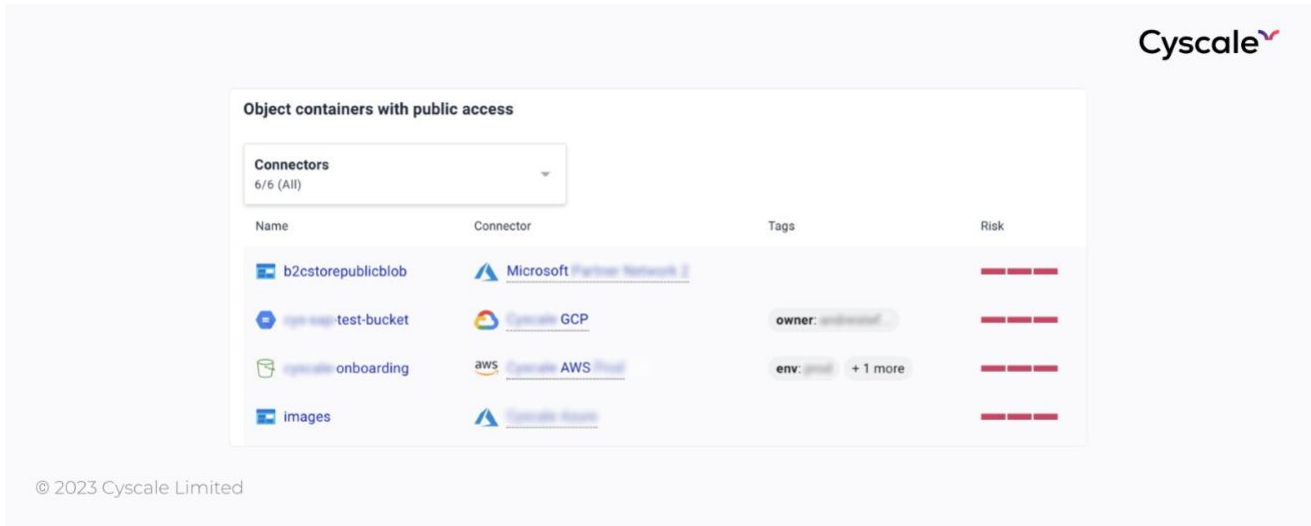 Cyscale
Object containers with public access
Connectors
6/6 (All)
Name Connector Tags Risk
b2cstorepublicblob Microsoft
-test-bucket GCP owner:
onboarding aws AWS env: + 1 more
images
© 2023 Cyscale Limited